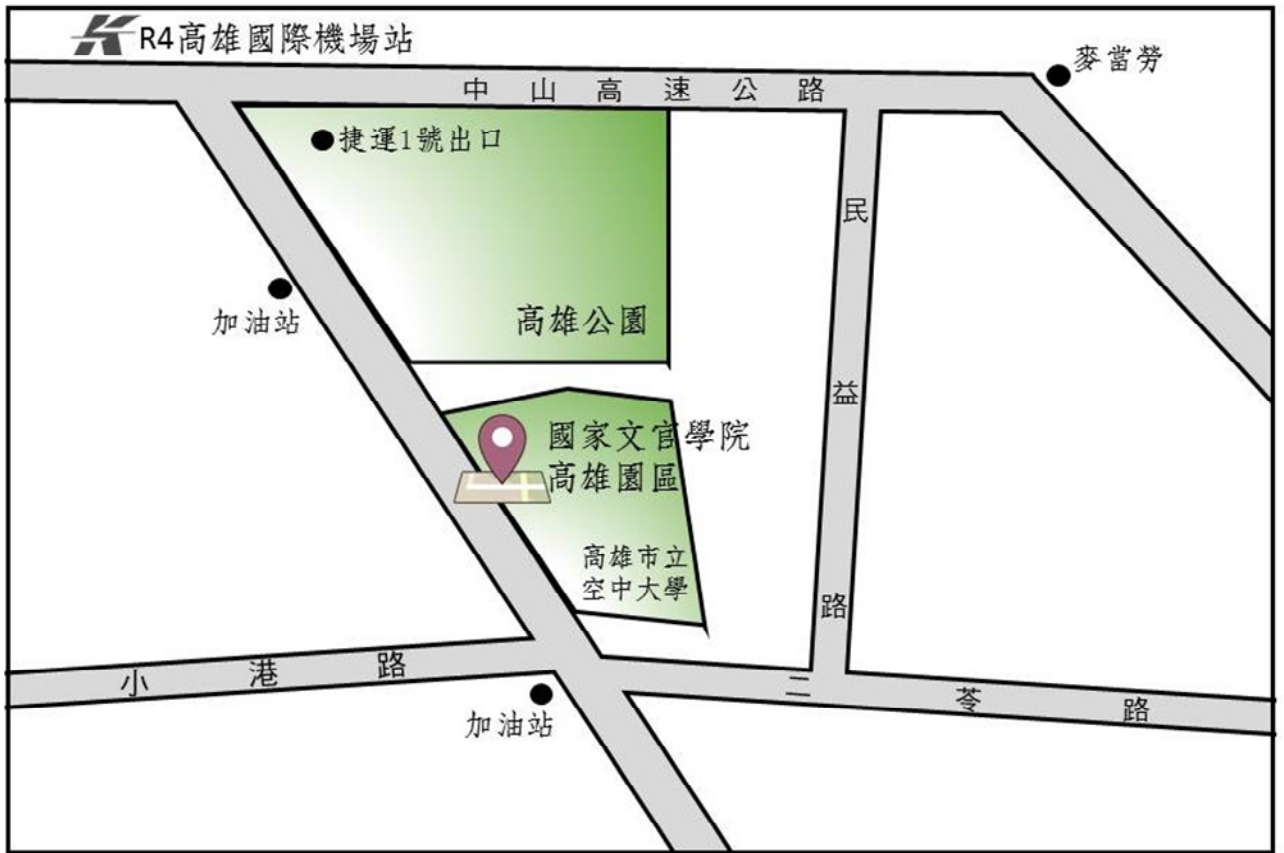 R4高雄國際機場站
麥當勞
中山高速公路
捷運1號出口
民益路
加油站
高雄公園
國家文官學院
高雄園區
高雄市立
空中大學
小港路
二苓路
加油站